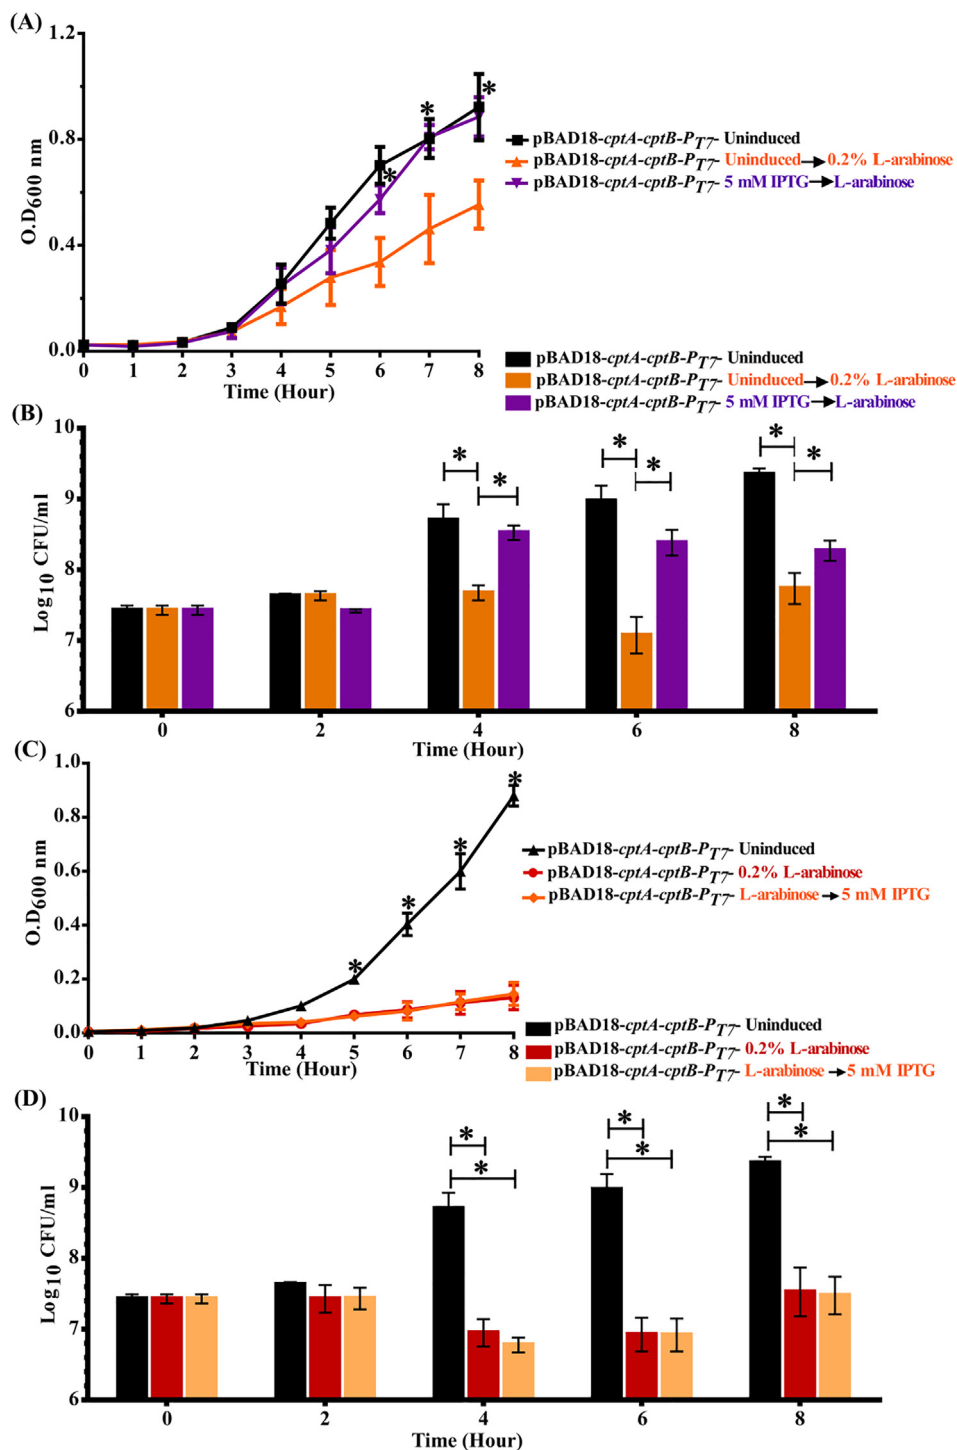 (A)
1.2
0.8
0.4
0.0
O.D600 nm
0 1 2 3 4 5 6 7 8
Time (Hour)
* * *
pBAD18-cptA-cptB-PT7- Uninduced
pBAD18-cptA-cptB-PT7- Uninduced→0.2% L-arabinose
pBAD18-cptA-cptB-PT7- 5 mM IPTG→L-arabinose
pBAD18-cptA-cptB-PT7- Uninduced
pBAD18-cptA-cptB-PT7- Uninduced→0.2% L-arabinose
pBAD18-cptA-cptB-PT7- 5 mM IPTG→L-arabinose
(B)
10
9
8
7
6
Log10 CFU/ml
* * * * * *
0 2 4 6 8
Time (Hour)
(C)
1.0
0.8
0.6
0.4
0.2
0.0
O.D600 nm
* * * *
0 1 2 3 4 5 6 7 8
Time (Hour)
pBAD18-cptA-cptB-PT7- Uninduced
pBAD18-cptA-cptB-PT7- 0.2% L-arabinose
pBAD18-cptA-cptB-PT7- L-arabinose →5 mM IPTG
pBAD18-cptA-cptB-PT7- Uninduced
pBAD18-cptA-cptB-PT7- 0.2% L-arabinose
pBAD18-cptA-cptB-PT7- L-arabinose →5 mM IPTG
(D)
10
9
8
7
6
Log10 CFU/ml
* * * * * *
0 2 4 6 8
Time (Hour)